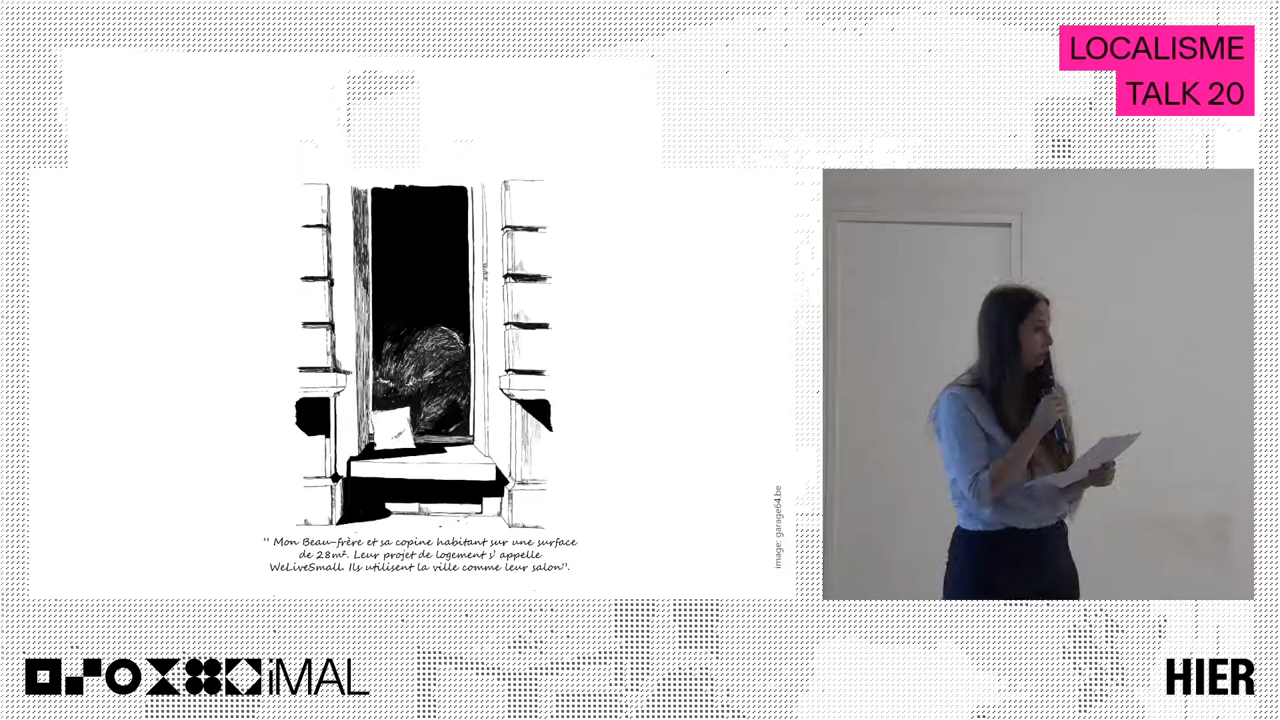 LOCALISME
TALK 20
" Mon Beau-frère et sa copine habitant sur une surface
de 28m². Leur projet de logement s' appelle
WeLiveSmall. Ils utilisent la ville comme leur salon".
image: garage64.be
iMAL
HIER